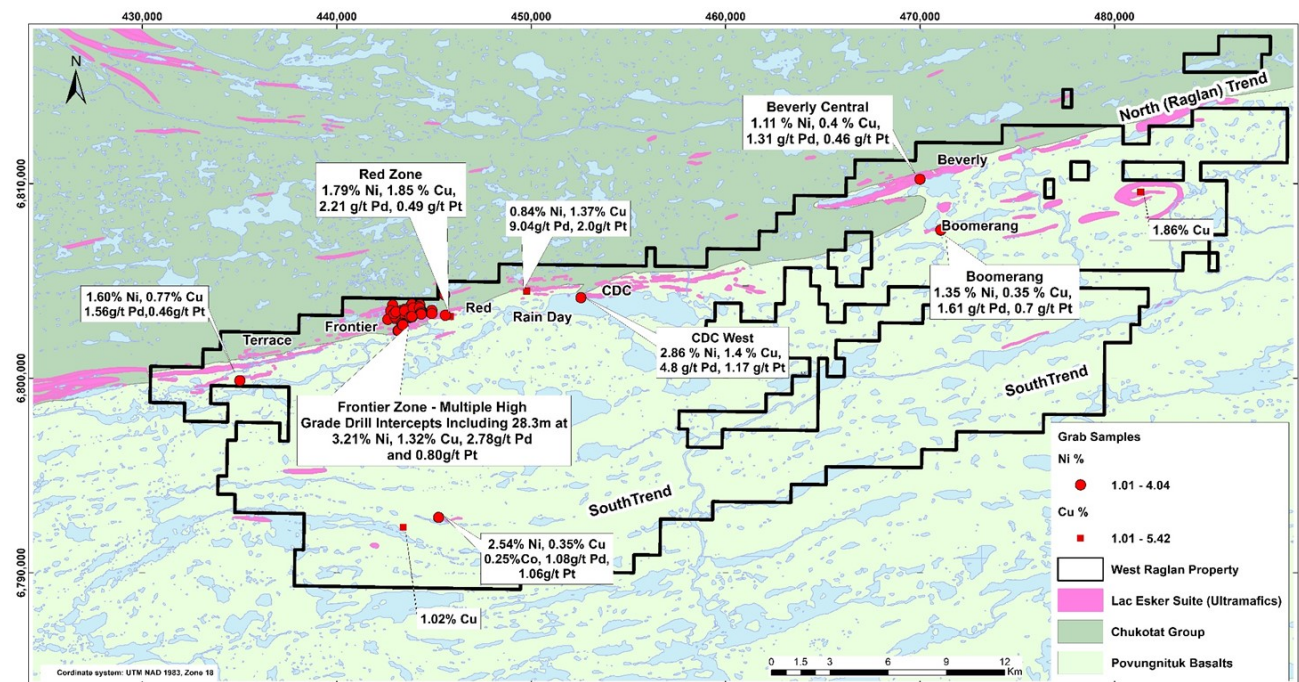 430,000
440,000
450,000
460,000
470,000
480,000
N
North (Raglan) Trend
Beverly Central
1.11 % Ni, 0.4 % Cu,
1.31 g/t Pd, 0.46 g/t Pt
Beverly
6,810,000
Red Zone
1.79% Ni, 1.85 % Cu,
2.21 g/t Pd, 0.49 g/t Pt
0.84% Ni, 1.37% Cu
9.04g/t Pd, 2.0g/t Pt
1.86% Cu
Boomerang
Boomerang
1.35 % Ni, 0.35 % Cu,
1.61 g/t Pd, 0.7 g/t Pt
1.60% Ni, 0.77% Cu
1.56g/t Pd,0.46g/t Pt
CDC
Red
Rain Day
Frontier
Terrace
CDC West
2.86 % Ni, 1.4 % Cu,
4.8 g/t Pd, 1.17 g/t Pt
6,800,000
SouthTrend
Frontier Zone - Multiple High
Grade Drill Intercepts Including 28.3m at
3.21% Ni, 1.32% Cu, 2.78g/t Pd
and 0.80g/t Pt
SouthTrend
2.54% Ni, 0.35% Cu
0.25%Co, 1.08g/t Pd,
1.06g/t Pt
6,790,000
1.02% Cu
Grab Samples
Ni %
1.01 - 4.04
Cu %
1.01 - 5.42
West Raglan Property
Lac Esker Suite (Ultramafics)
Chukotat Group
Povungnituk Basalts
0 1.5 3 6 9 12
Km
Cordinate system: UTM NAD 1983, Zone 18